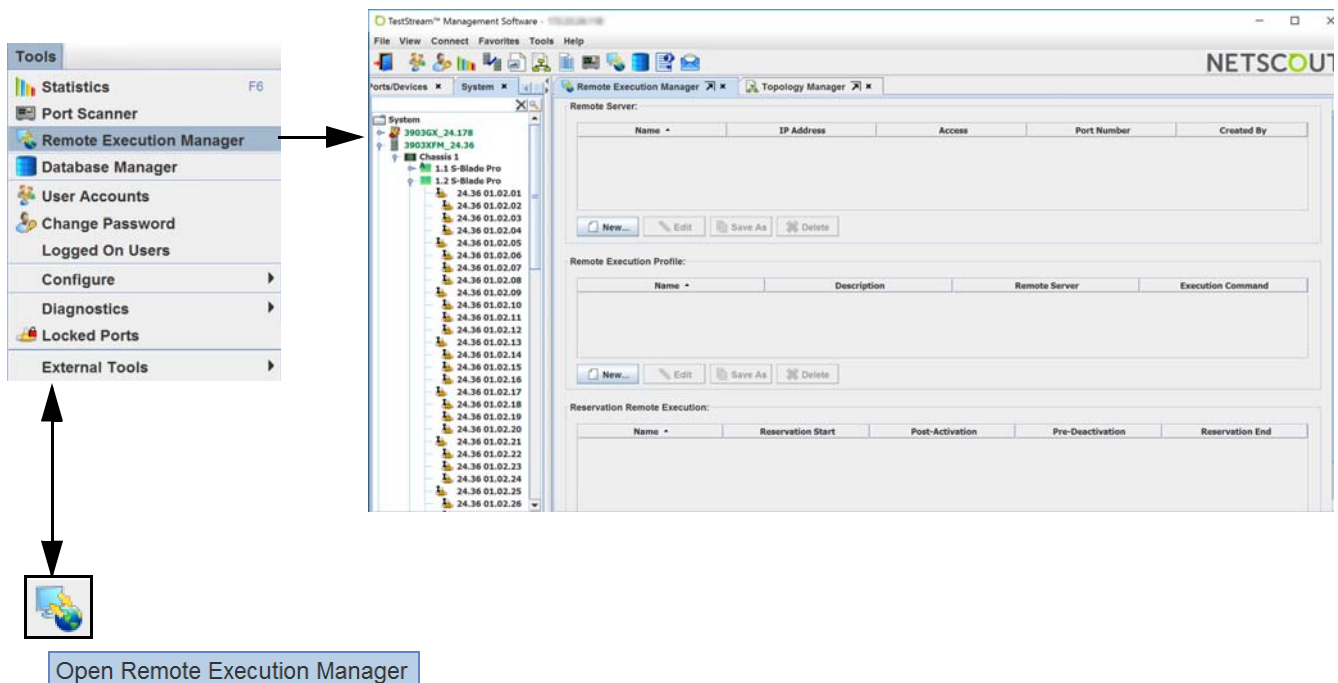 Tools
Statistics F6
Port Scanner
Remote Execution Manager
Database Manager
User Accounts
Change Password
Logged On Users
Configure
Diagnostics
Locked Ports
External Tools
Open Remote Execution Manager
TestStream™ Management Software -
File View Connect Favorites Tools Help
NETSCOUT
Ports/Devices System
System
3903GX_24.178
3903XFM_24.36
Chassis 1
1.1 S-Blade Pro
1.2 S-Blade Pro
24.36 01.02.01
24.36 01.02.02
24.36 01.02.03
24.36 01.02.04
24.36 01.02.05
24.36 01.02.06
24.36 01.02.07
24.36 01.02.08
24.36 01.02.09
24.36 01.02.10
24.36 01.02.11
24.36 01.02.12
24.36 01.02.13
24.36 01.02.14
24.36 01.02.15
24.36 01.02.16
24.36 01.02.17
24.36 01.02.18
24.36 01.02.19
24.36 01.02.20
24.36 01.02.21
24.36 01.02.22
24.36 01.02.23
24.36 01.02.24
24.36 01.02.25
24.36 01.02.26
Remote Execution Manager Topology Manager
Remote Server:
Name IP Address Access Port Number Created By
New... Edit Save As Delete
Remote Execution Profile:
Name Description Remote Server Execution Command
New... Edit Save As Delete
Reservation Remote Execution:
Name Reservation Start Post-Activation Pre-Deactivation Reservation End